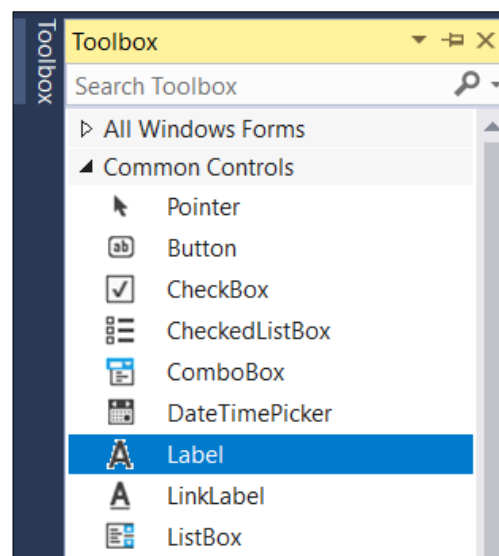 Toolbox
Toolbox
Search Toolbox
All Windows Forms
Common Controls
Pointer
ab Button
CheckBox
CheckedListBox
ComboBox
DateTimePicker
A Label
A LinkLabel
ListBox